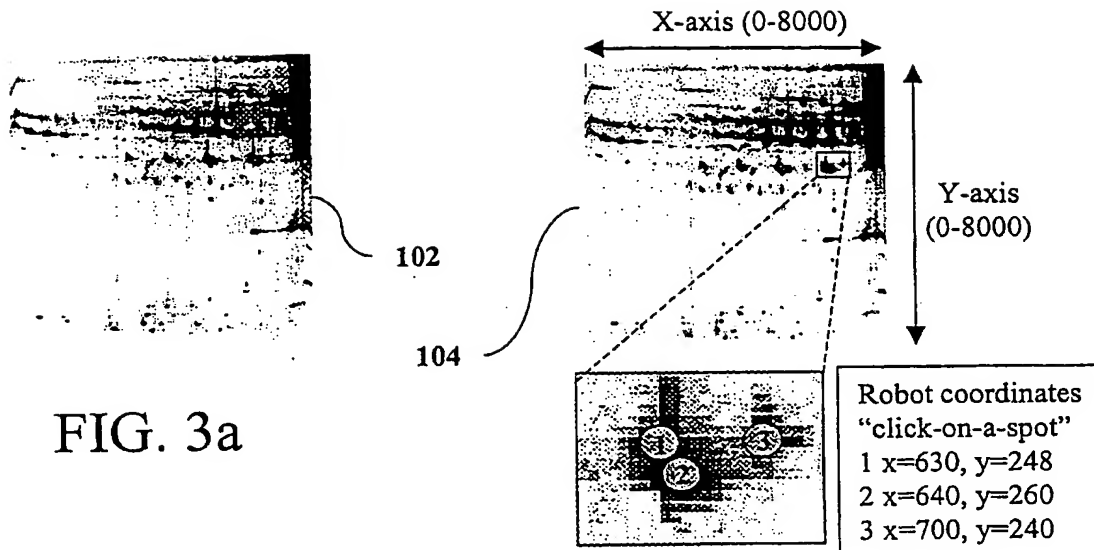 X-axis (0-8000)
Y-axis
(0-8000)
102
104
FIG. 3a
1
3
2
Robot coordinates
“click-on-a-spot”
1 x=630, y=248
2 x=640, y=260
3 x=700, y=240